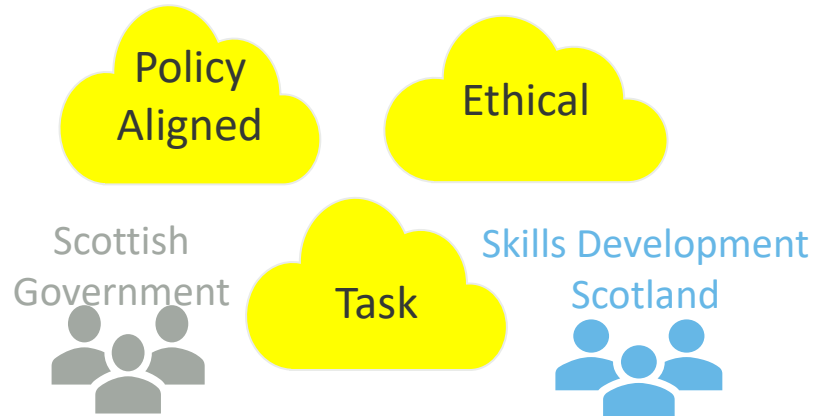 Policy
Aligned
Ethical
Scottish
Government
Task
Skills Development
Scotland